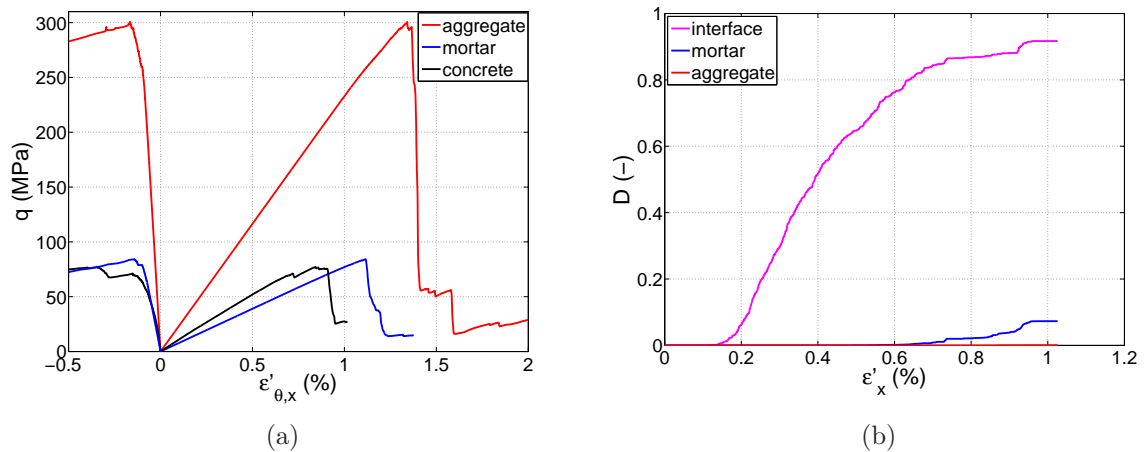 aggregate
mortar
concrete
q (MPa)
350
300
250
200
150
100
50
0
-0.5
0
0.5
1
1.5
2
ε'θ,x (%)
(a)
interface
mortar
aggregate
D (−)
1
0.8
0.6
0.4
0.2
0
0
0.2
0.4
0.6
0.8
1
1.2
ε'x (%)
(b)